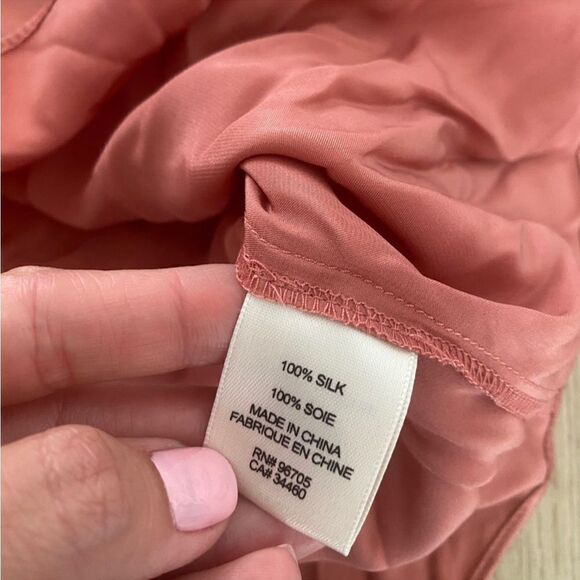 100% SILK
100% SOIE
MADE IN CHINA
FABRIQUE EN CHINE
RN# 96705
CA# 34460